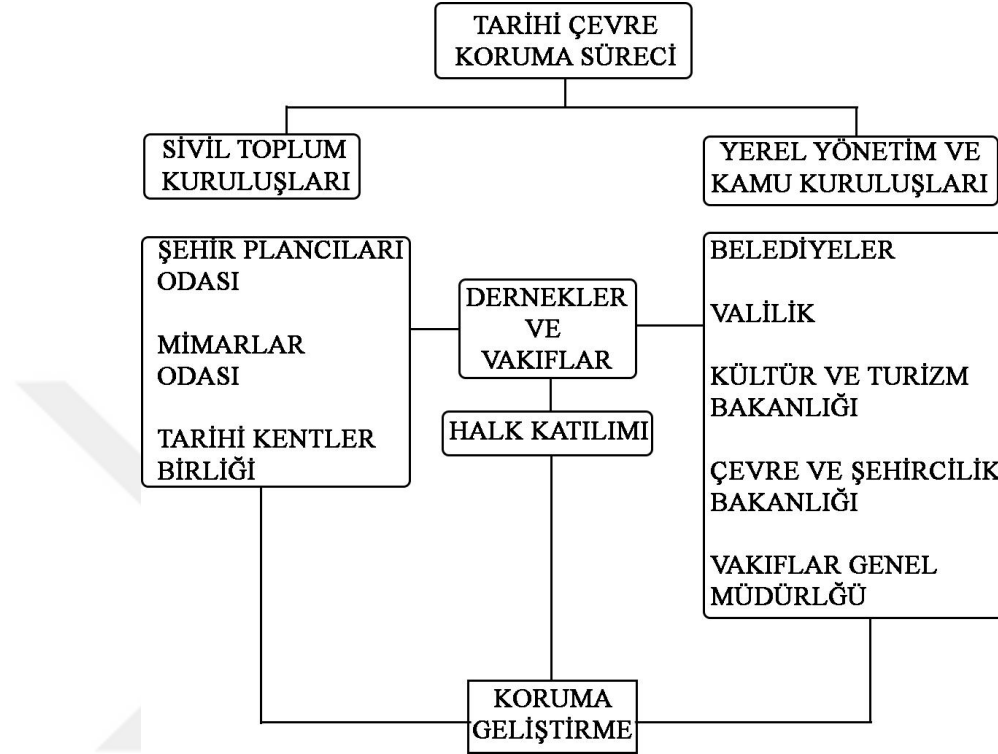 TARİHİ ÇEVRE
KORUMA SÜRECİ
SİVİL TOPLUM
KURULUŞLARI
YEREL YÖNETİM VE
KAMU KURULUŞLARI
ŞEHİR PLANCILARI
ODASI
MİMARLAR
ODASI
TARİHİ KENTLER
BİRLİĞİ
DERNEKLER
VE
VAKIFLAR
HALK KATILIMI
BELEDİYELER
VALİLİK
KÜLTÜR VE TURİZM
BAKANLIĞI
ÇEVRE VE ŞEHİRCİLİK
BAKANLIĞI
VAKIFLAR GENEL
MÜDÜRLĞÜ
KORUMA
GELİŞTİRME